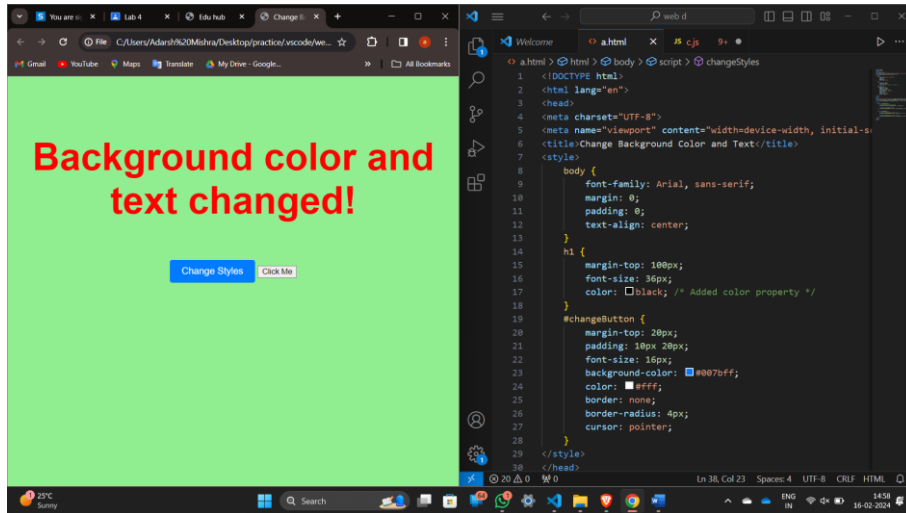 You are si
Lab 4
Edu hub
Change B
File C:/Users/Adarsh%20Mishra/Desktop/practice/.vscode/we...
Gmail YouTube Maps Translate My Drive - Google... » All Bookmarks
Background color and
text changed!
Change Styles Click Me
web d
Welcome a.html JS c.js 9+
a.html > html > body > script > changeStyles
1 <!DOCTYPE html>
2 <html lang="en">
3 <head>
4 <meta charset="UTF-8">
5 <meta name="viewport" content="width=device-width, initial-s
6 <title>Change Background Color and Text</title>
7 <style>
8 body {
9 font-family: Arial, sans-serif;
10 margin: 0;
11 padding: 0;
12 text-align: center;
13 }
14 h1 {
15 margin-top: 100px;
16 font-size: 36px;
17 color: black; /* Added color property */
18 }
19 #changeButton {
20 margin-top: 20px;
21 padding: 10px 20px;
22 font-size: 16px;
23 background-color: #007bff;
24 color: #fff;
25 border: none;
26 border-radius: 4px;
27 cursor: pointer;
28 }
29 </style>
30 </head>
20 0 0 Ln 38, Col 23 Spaces: 4 UTF-8 CRLF HTML
25°C
Sunny
Search
ENG
IN
14:58
16-02-2024